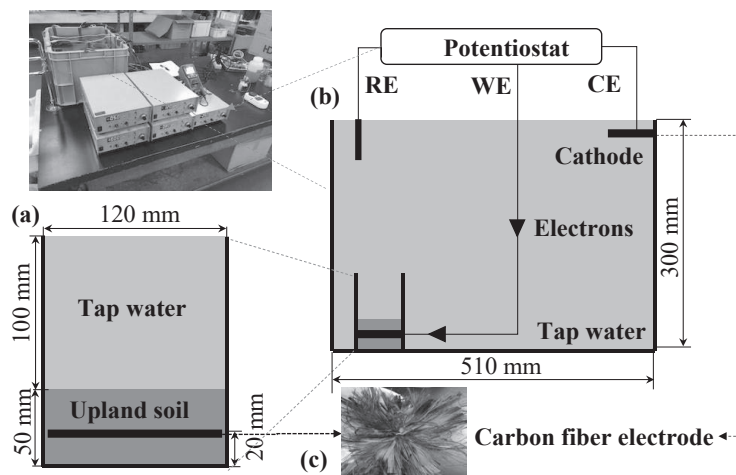 Potentiostat
(b)
RE
WE
CE
Cathode
(a)
120 mm
Electrons
300 mm
100 mm
Tap water
Tap water
510 mm
Upland soil
50 mm
20 mm
(c)
Carbon fiber electrode